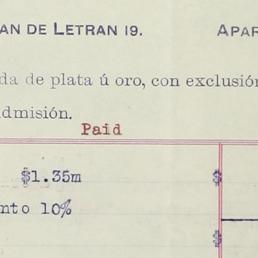 AN DE LETRAN 19. APAR
da de plata ú oro, con exclusión
dmisión.
Paid
$1.35m $
nto 10%
$